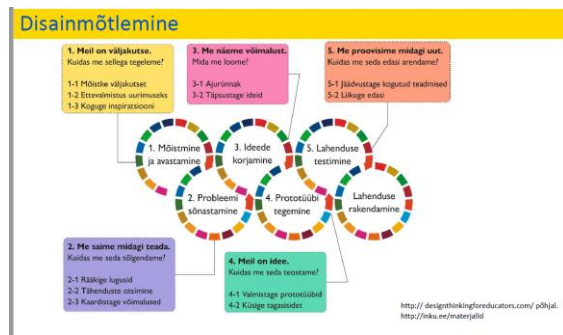 Disainmõtlemine
1. Meil on väljakutse.
Kuidas me sellega tegeleme?
1-1 Mõistke väljakutset
1-2 Ettevalmistus uurimuseks
1-3 Koguge inspiratsiooni
3. Me näeme võimalust.
Mida me loome?
3-1 Ajurünnak
3-2 Täpsustage ideid
5. Me proovisime midagi uut.
Kuidas me seda edasi arendame?
5-1 Jäädvustage kogutud teadmised
5-2 Liikuge edasi
1. Mõistmine
ja avastamine
3. Ideede
korjamine
5. Lahenduse
testimine
2. Probleemi
sõnastamine
4. Prototüübi
tegemine
Lahenduse
rakendamine
2. Me saime midagi teada.
Kuidas me seda tõlgendame?
2-1 Rääkige lugusid
2-2 Tähenduste otsimine
2-3 Kaardistage võimalused
4. Meil on idee.
Kuidas me seda teostame?
4-1 Valmistage prototüübid
4-2 Küsige tagasisidet
http:// designthinkingforeducators.com/ põhjal.
http://inku.ee/materjalid